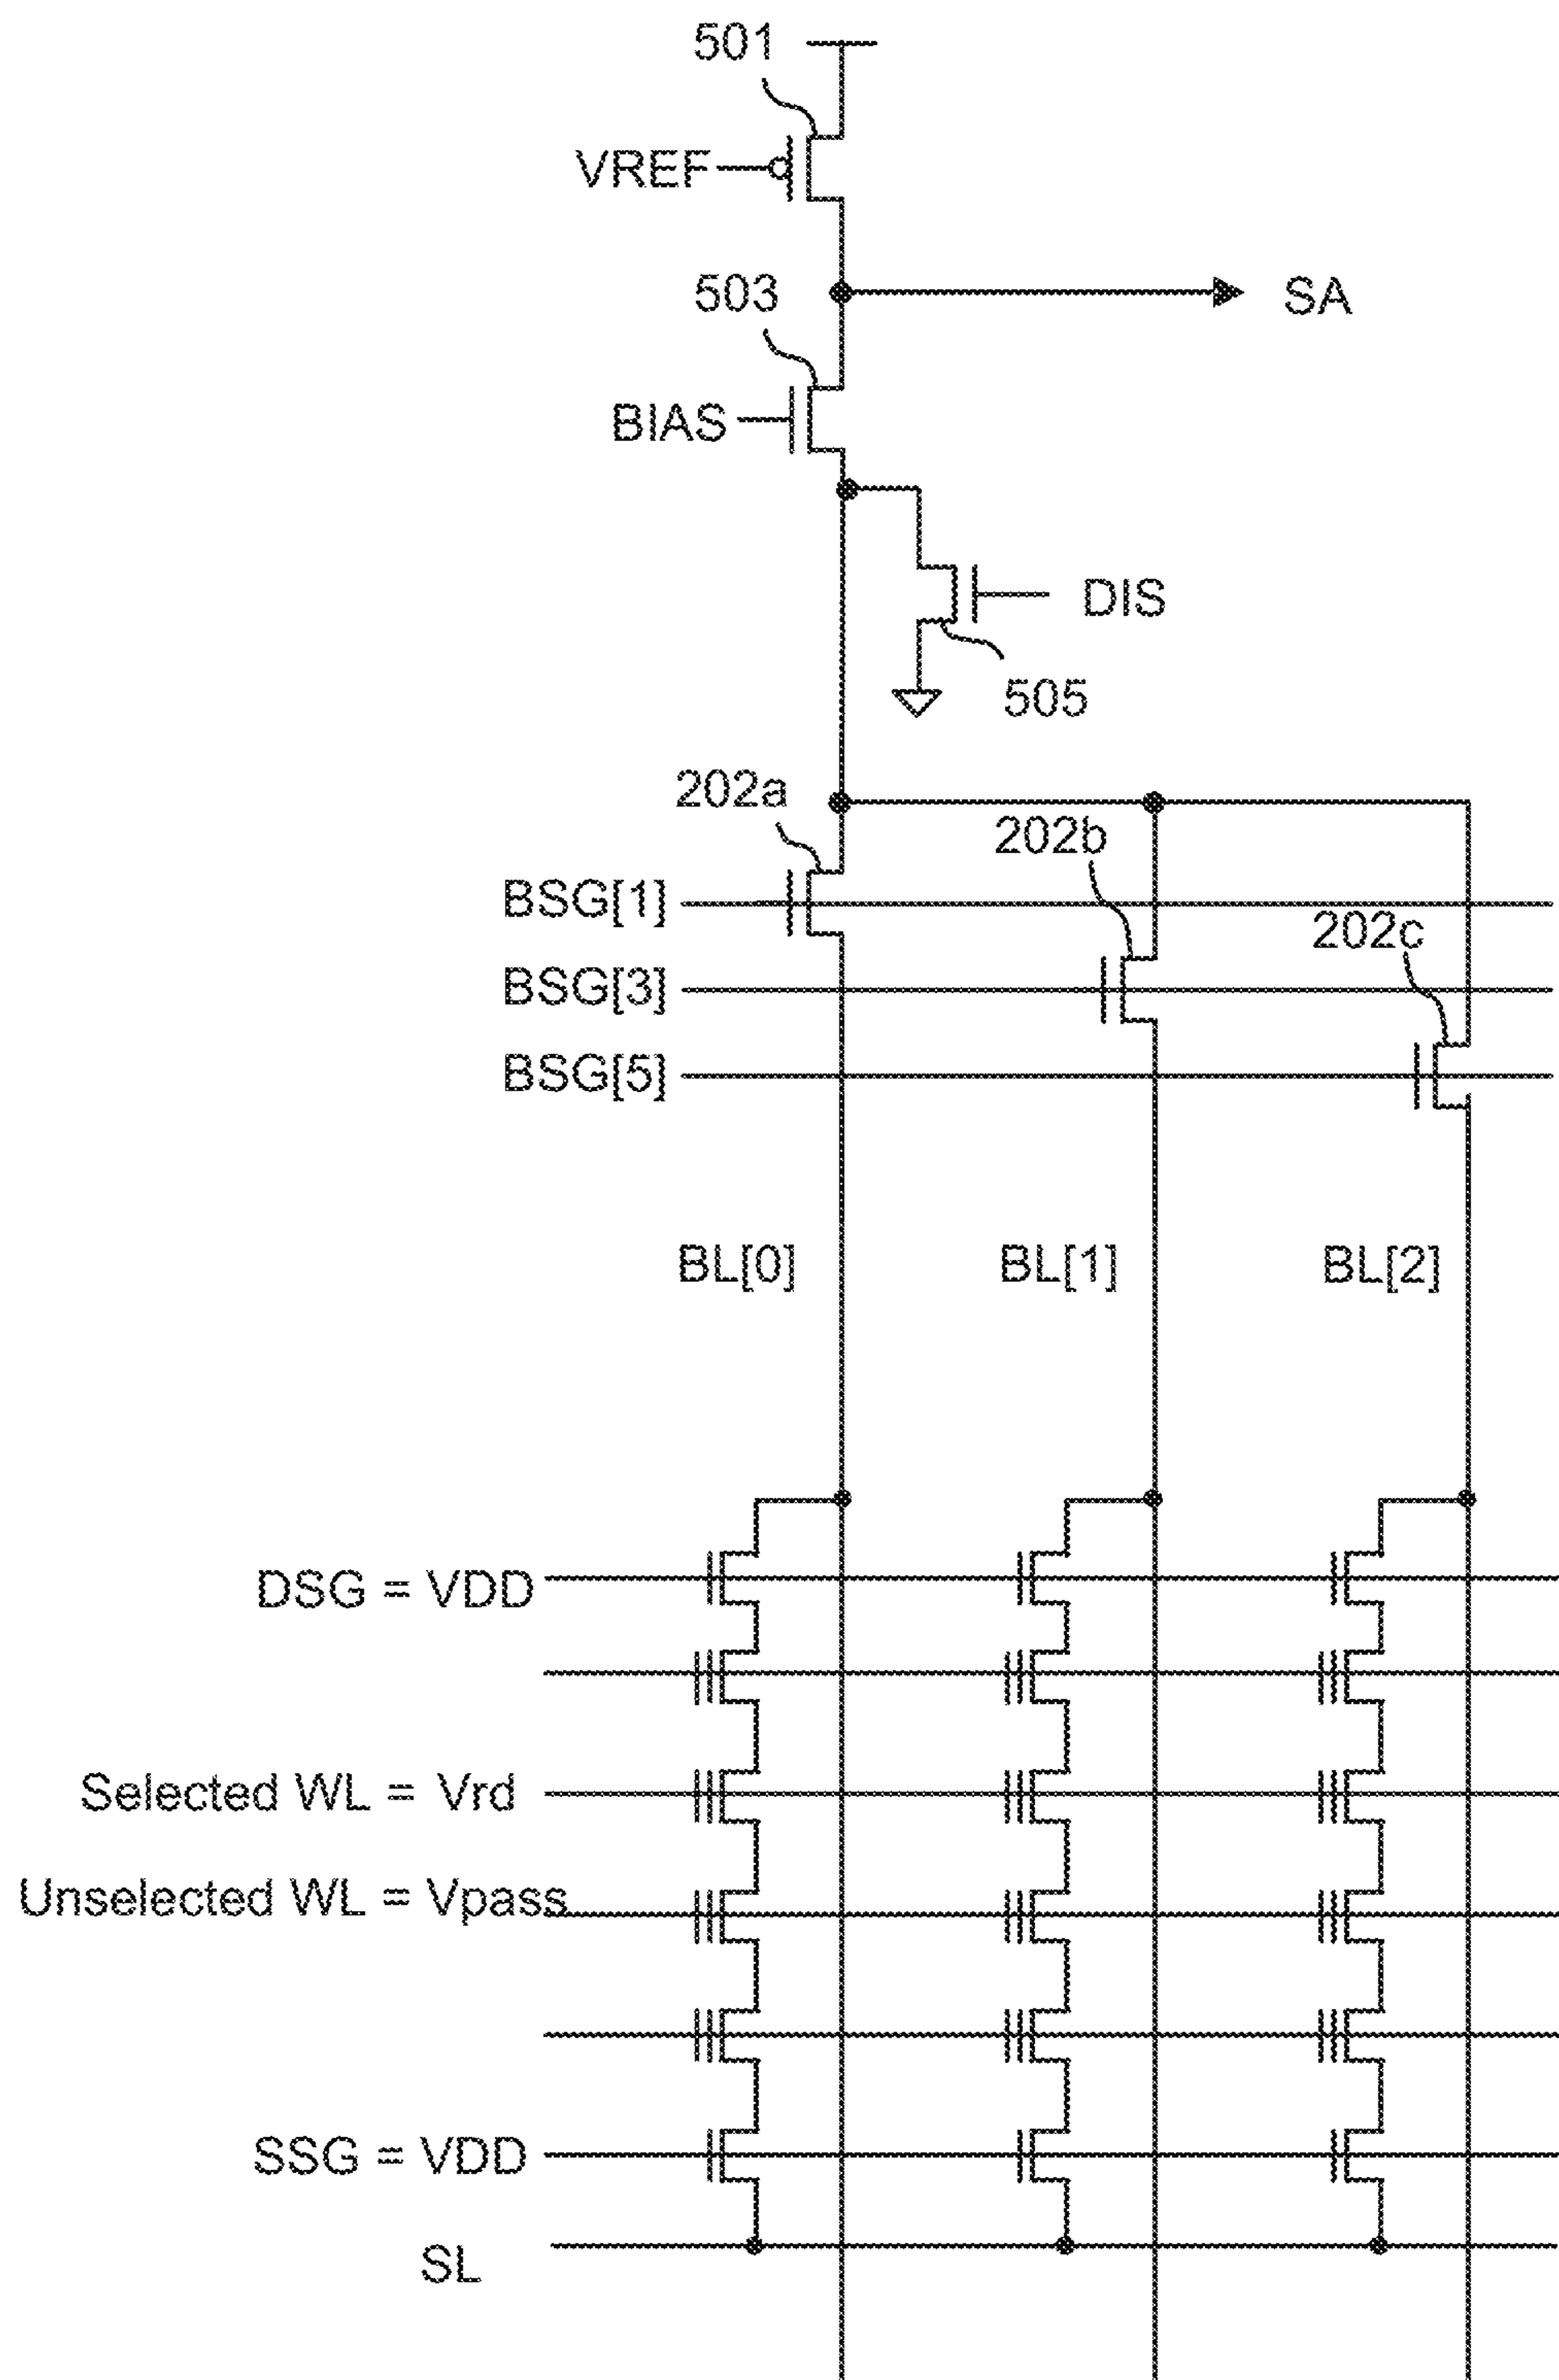 501
VREF
503
SA
BIAS
DIS
505
202a
202b
BSG[1]
202c
BSG[3]
BSG[5]
BL[0]
BL[1]
BL[2]
DSG = VDD
Selected WL = Vrd
Unselected WL = Vpass
SSG = VDD
SL